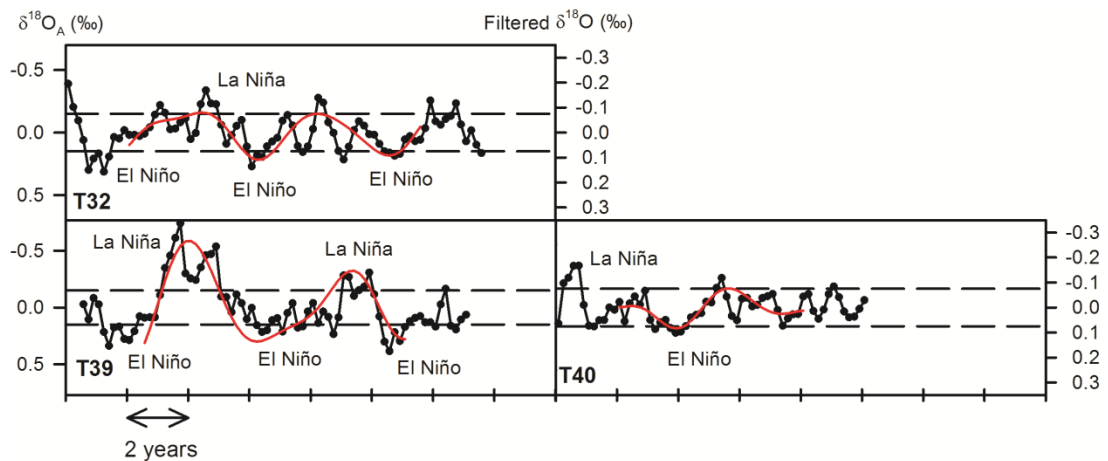 δ¹⁸O_A (‰)
Filtered δ¹⁸O (‰)
-0.5
0.0
0.5
La Niña
El Niño
El Niño
El Niño
T32
-0.3
-0.2
-0.1
0.0
0.1
0.2
0.3
-0.5
0.0
0.5
La Niña
La Niña
El Niño
El Niño
El Niño
T39
La Niña
El Niño
T40
-0.3
-0.2
-0.1
0.0
0.1
0.2
0.3
2 years